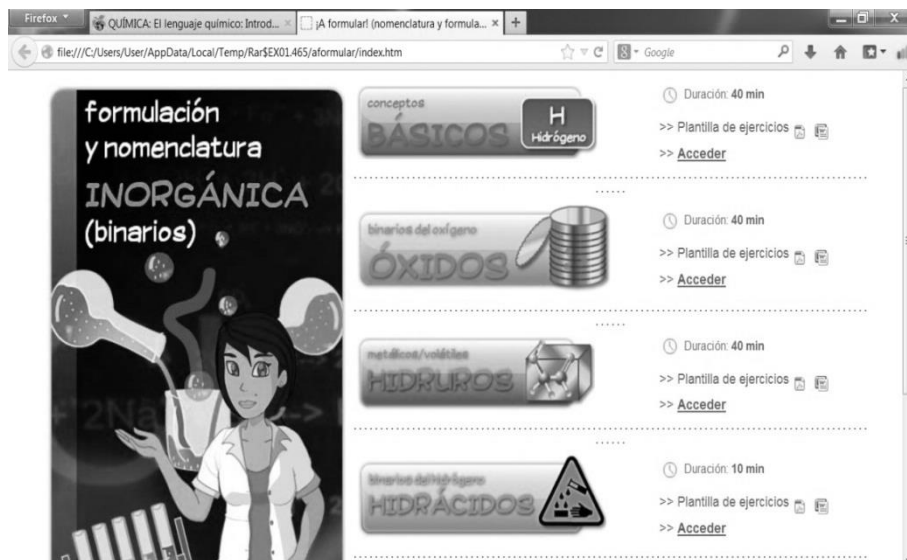 Firefox
QUÍMICA: El lenguaje químico: Introd...
¡A formular! (nomenclatura y formula...
file:///C:/Users/User/AppData/Local/Temp/Rar$EX01.465/aformular/index.htm
Google
formulación
y nomenclatura
INORGÁNICA
(binarios)
conceptos
BÁSICOS
H
Hidrógeno
Duración: 40 min
>> Plantilla de ejercicios
>> Acceder
binarios del oxígeno
ÓXIDOS
Duración: 40 min
>> Plantilla de ejercicios
>> Acceder
metálicos/volátiles
HIDRUROS
Duración: 40 min
>> Plantilla de ejercicios
>> Acceder
binarios del hidrógeno
HIDRÁCIDOS
Duración: 10 min
>> Plantilla de ejercicios
>> Acceder